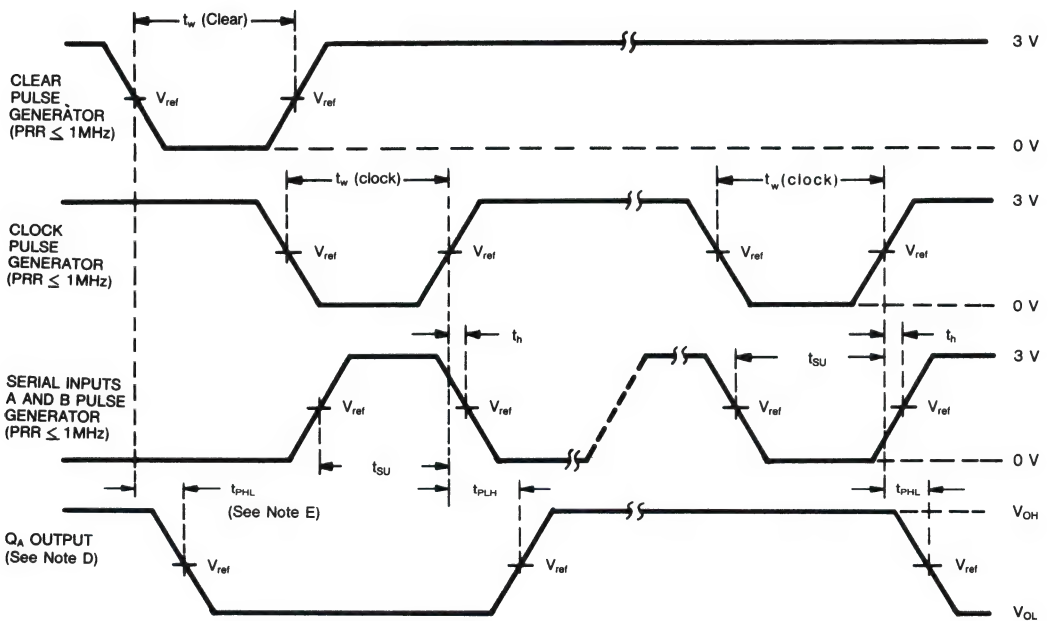 t_w (Clear)
3 V
CLEAR
PULSE
GENERATOR
(PRR ≤ 1MHz)
V_ref
V_ref
0 V
t_w (clock)
t_w (clock)
3 V
CLOCK
PULSE
GENERATOR
(PRR ≤ 1MHz)
V_ref
V_ref
V_ref
V_ref
0 V
t_h
t_h
3 V
SERIAL INPUTS
A AND B PULSE
GENERATOR
(PRR ≤ 1MHz)
t_SU
V_ref
V_ref
V_ref
V_ref
t_SU
0 V
t_PHL
(See Note E)
t_PLH
t_PHL
V_OH
Q_A OUTPUT
(See Note D)
V_ref
V_ref
V_ref
V_OL